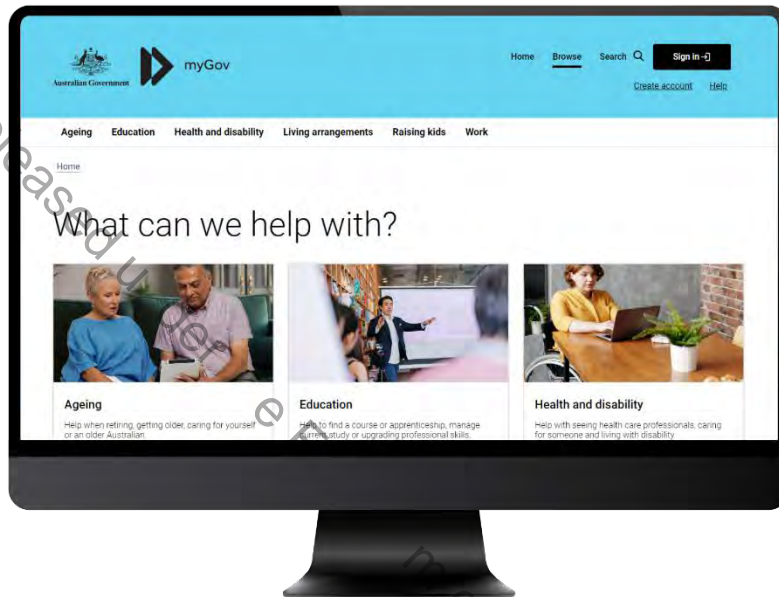 Australian Government
myGov
Home Browse Search Sign in
Create account Help
Ageing Education Health and disability Living arrangements Raising kids Work
Home
What can we help with?
Ageing
Help when retiring, getting older, caring for yourself
or an older Australian.
Education
Help to find a course or apprenticeship, manage
current study or upgrading professional skills.
Health and disability
Help with seeing health care professionals, caring
for someone and living with disability